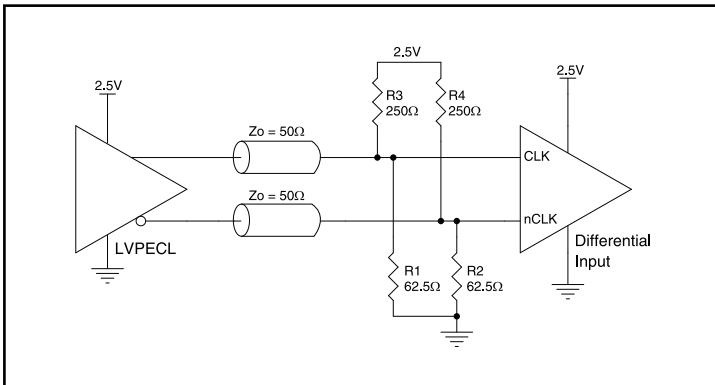 2.5V
2.5V
2.5V
R3
250Ω
R4
250Ω
Zo = 50Ω
CLK
Zo = 50Ω
nCLK
LVPECL
Differential
Input
R1
62.5Ω
R2
62.5Ω